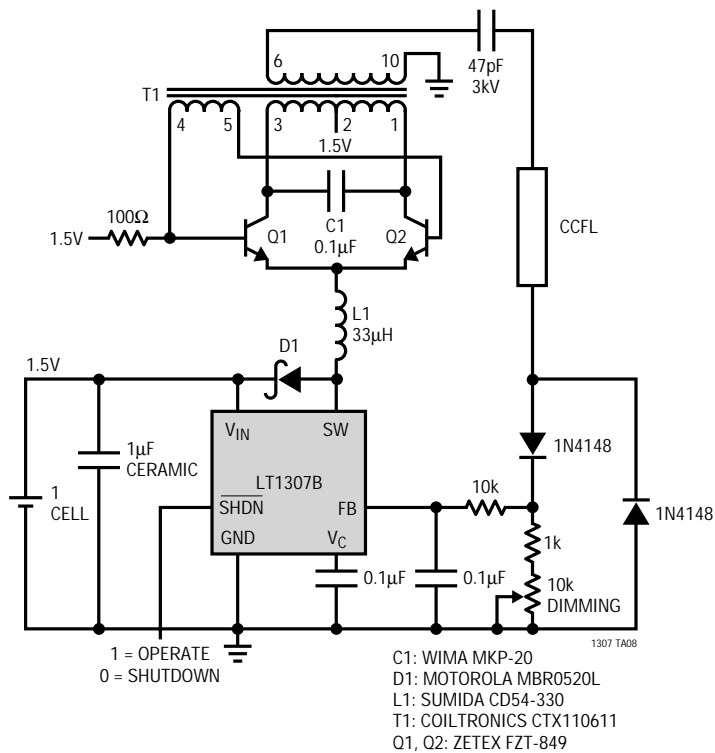 6
10
47pF
3kV
T1
4
5
3
2
1
1.5V
100Ω
1.5V
Q1
C1
0.1µF
Q2
CCFL
L1
33µH
1.5V
D1
VIN
SW
1µF
CERAMIC
LT1307B
1N4148
1
CELL
SHDN
FB
10k
1N4148
GND
VC
1k
0.1µF
0.1µF
10k
DIMMING
1307 TA08
1 = OPERATE
0 = SHUTDOWN
C1: WIMA MKP-20
D1: MOTOROLA MBR0520L
L1: SUMIDA CD54-330
T1: COILTRONICS CTX110611
Q1, Q2: ZETEX FZT-849